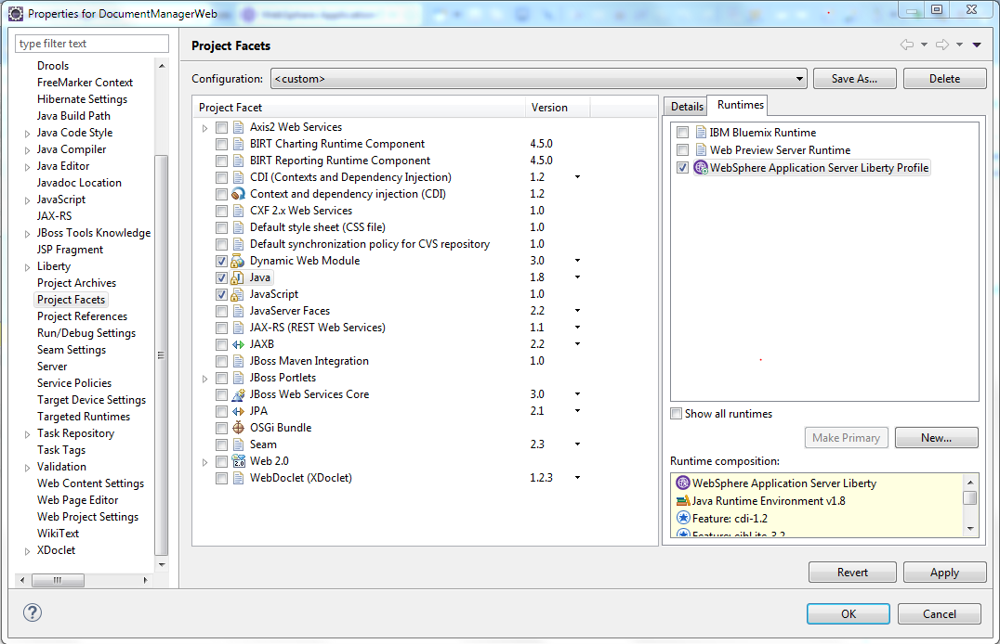 Properties for DocumentManagerWeb
type filter text
Drools
FreeMarker Context
Hibernate Settings
Java Build Path
Java Code Style
Java Compiler
Java Editor
Javadoc Location
JavaScript
JAX-RS
JBoss Tools Knowledge
JSP Fragment
Liberty
Project Archives
Project Facets
Project References
Run/Debug Settings
Seam Settings
Server
Service Policies
Target Device Settings
Targeted Runtimes
Task Repository
Task Tags
Validation
Web Content Settings
Web Page Editor
Web Project Settings
WikiText
XDoclet
Project Facets
Configuration: <custom> Save As... Delete
Project Facet Version
Axis2 Web Services
BIRT Charting Runtime Component 4.5.0
BIRT Reporting Runtime Component 4.5.0
CDI (Contexts and Dependency Injection) 1.2
Context and dependency injection (CDI) 1.2
CXF 2.x Web Services 1.0
Default style sheet (CSS file) 1.0
Default synchronization policy for CVS repository 1.0
Dynamic Web Module 3.0
Java 1.8
JavaScript 1.0
JavaServer Faces 2.2
JAX-RS (REST Web Services) 1.1
JAXB 2.2
JBoss Maven Integration 1.0
JBoss Portlets
JBoss Web Services Core 3.0
JPA 2.1
OSGi Bundle
Seam 2.3
2.0 Web 2.0
WebDoclet (XDoclet) 1.2.3
Details Runtimes
IBM Bluemix Runtime
Web Preview Server Runtime
WebSphere Application Server Liberty Profile
Show all runtimes
Make Primary New...
Runtime composition:
WebSphere Application Server Liberty
Java Runtime Environment v1.8
Feature: cdi-1.2
Revert Apply
? OK Cancel